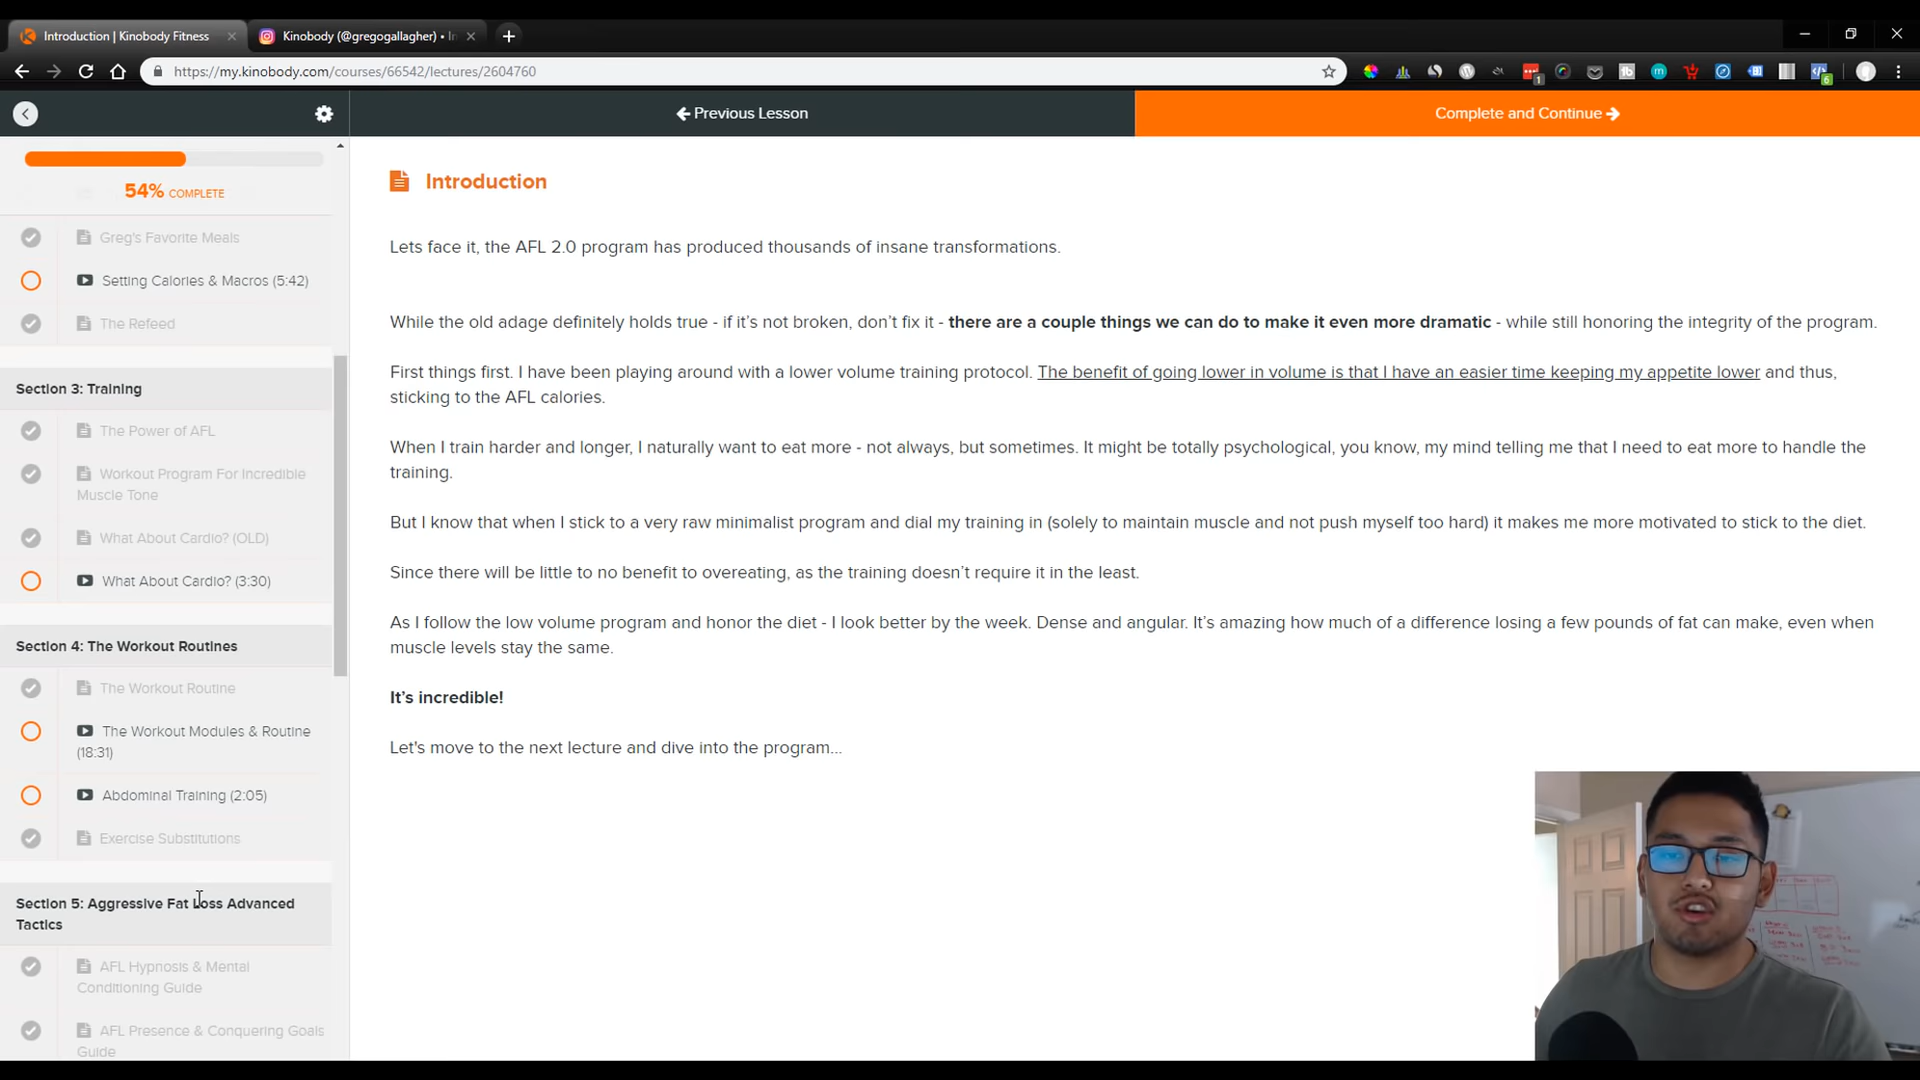 Introduction | Kinobody Fitness
Kinobody (@gregogallagher) • In
https://my.kinobody.com/courses/66542/lectures/2604760
Previous Lesson
Complete and Continue
54% COMPLETE
Greg's Favorite Meals
Setting Calories & Macros (5:42)
The Refeed
Section 3: Training
The Power of AFL
Workout Program For Incredible
Muscle Tone
What About Cardio? (OLD)
What About Cardio? (3:30)
Section 4: The Workout Routines
The Workout Routine
The Workout Modules & Routine
(18:31)
Abdominal Training (2:05)
Exercise Substitutions
Section 5: Aggressive Fat Loss Advanced
Tactics
AFL Hypnosis & Mental
Conditioning Guide
AFL Presence & Conquering Goals
Guide
Introduction
Lets face it, the AFL 2.0 program has produced thousands of insane transformations.
While the old adage definitely holds true - if it's not broken, don't fix it - there are a couple things we can do to make it even more dramatic - while still honoring the integrity of the program.
First things first. I have been playing around with a lower volume training protocol. The benefit of going lower in volume is that I have an easier time keeping my appetite lower and thus,
sticking to the AFL calories.
When I train harder and longer, I naturally want to eat more - not always, but sometimes. It might be totally psychological, you know, my mind telling me that I need to eat more to handle the
training.
But I know that when I stick to a very raw minimalist program and dial my training in (solely to maintain muscle and not push myself too hard) it makes me more motivated to stick to the diet.
Since there will be little to no benefit to overeating, as the training doesn't require it in the least.
As I follow the low volume program and honor the diet - I look better by the week. Dense and angular. It's amazing how much of a difference losing a few pounds of fat can make, even when
muscle levels stay the same.
It's incredible!
Let's move to the next lecture and dive into the program...